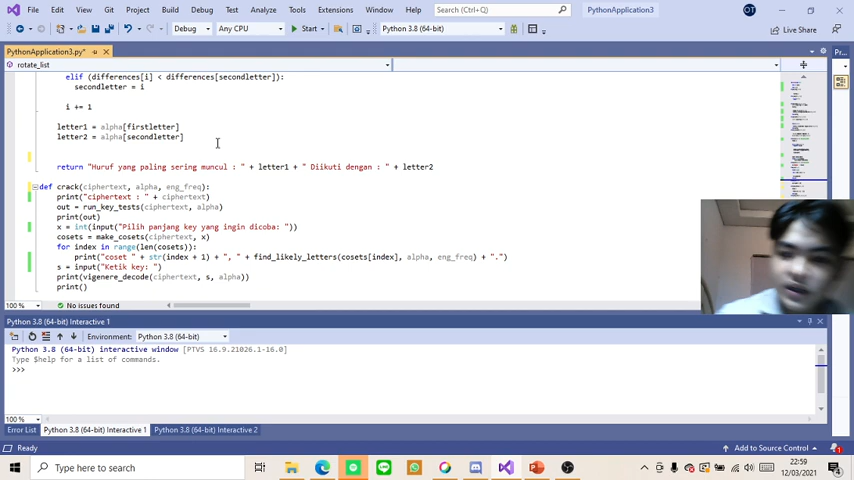 File Edit View Git Project Build Debug Test Analyze Tools Extensions Window Help Search (Ctrl+Q) PythonApplication3 OT
Debug Any CPU Start Python 3.8 (64-bit) Live Share
PythonApplication3.py* Pr...
rotate_list
elif (differences[i] < differences[secondletter]):
secondletter = i
i += 1
letter1 = alpha[firstletter]
letter2 = alpha[secondletter]
return "Huruf yang paling sering muncul : " + letter1 + " Diikuti dengan : " + letter2
def crack(ciphertext, alpha, eng_freq):
print("ciphertext : " + ciphertext)
out = run_key_tests(ciphertext, alpha)
print(out)
x = int(input("Pilih panjang key yang ingin dicoba: "))
cosets = make_cosets(ciphertext, x)
for index in range(len(cosets)):
print("coset " + str(index + 1) + ", " + find_likely_letters(cosets[index], alpha, eng_freq) + ".")
s = input("Ketik key: ")
print(vigenere_decode(ciphertext, s, alpha))
print()
100 % No issues found
Python 3.8 (64-bit) Interactive 1
Environment: Python 3.8 (64-bit)
Python 3.8 (64-bit) interactive window [PTVS 16.9.21026.1-16.0]
Type $help for a list of commands.
>>>
100 %
Error List Python 3.8 (64-bit) Interactive 1 Python 3.8 (64-bit) Interactive 2
Ready Add to Source Control 1
Type here to search 22:59
12/03/2021 4